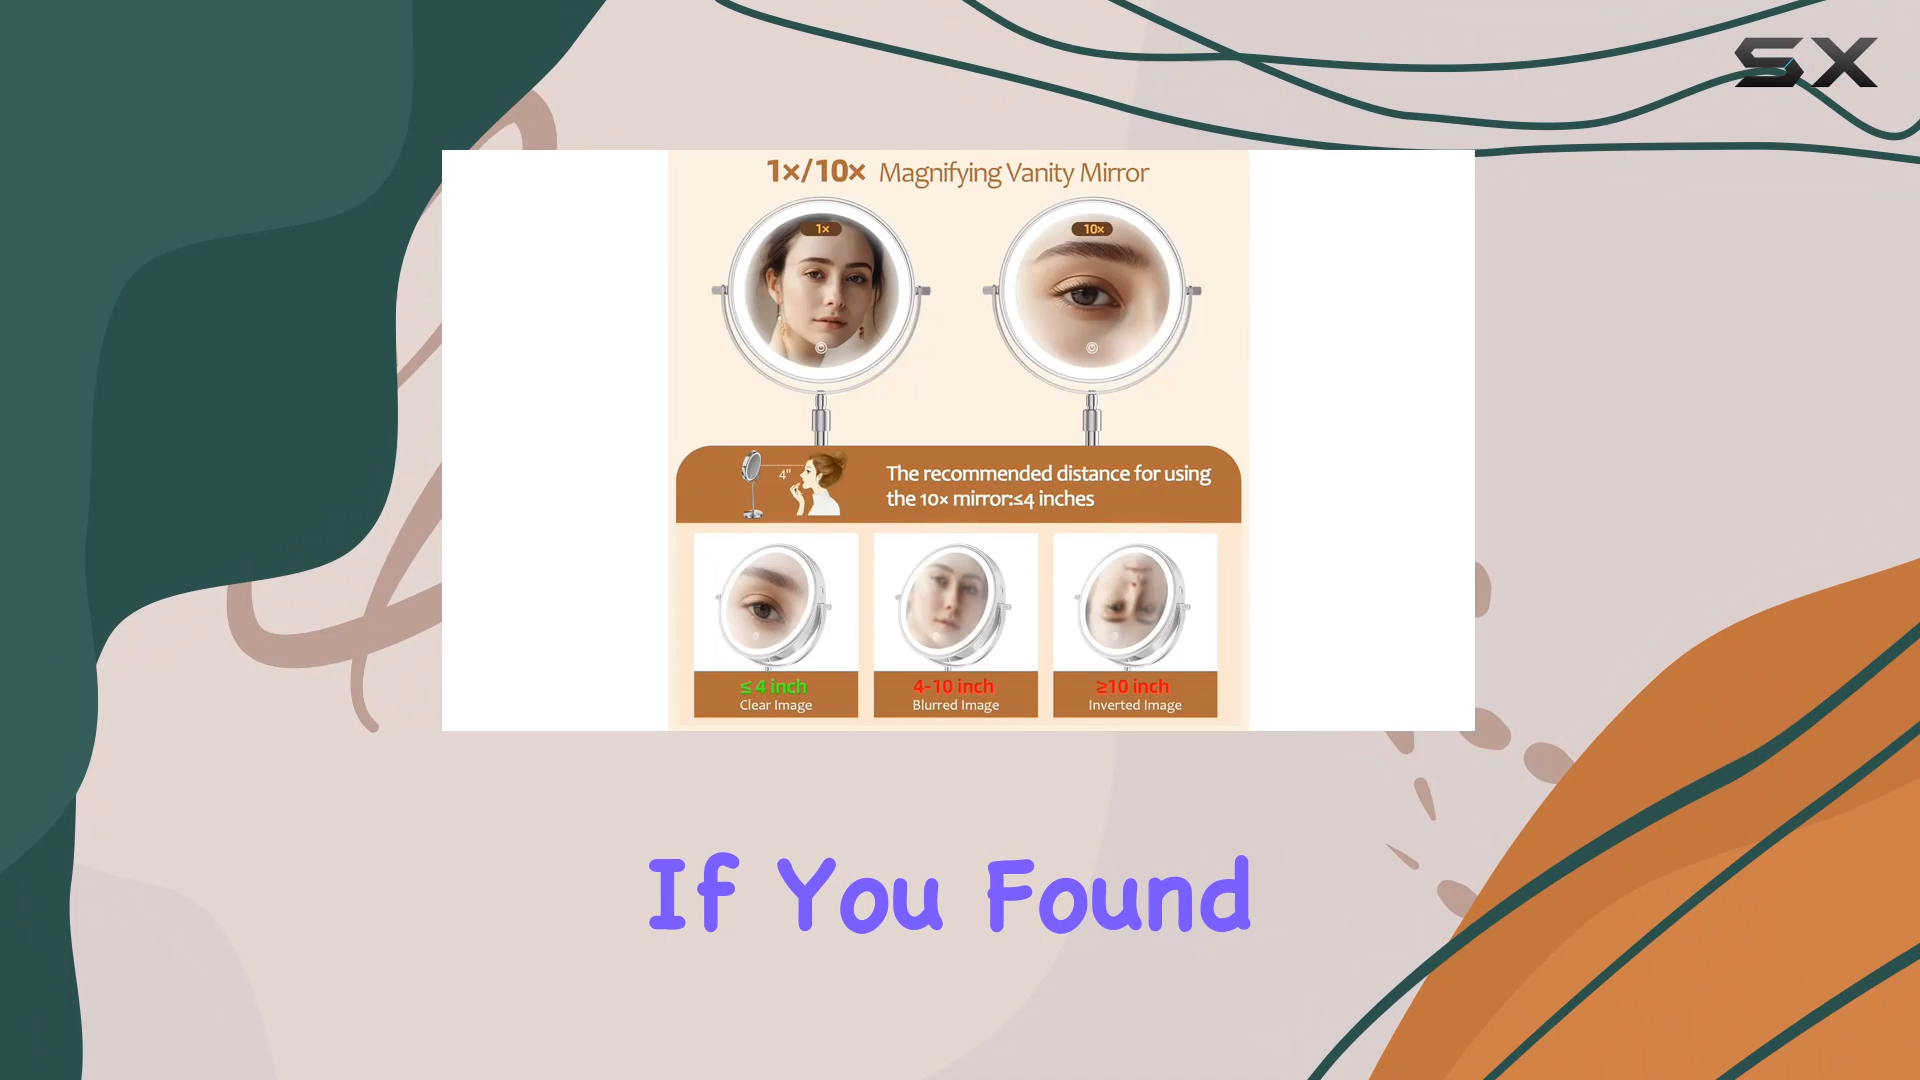 SX
1×/10× Magnifying Vanity Mirror
1×
10×
4"
The recommended distance for using
the 10× mirror:≤4 inches
≤ 4 inch
Clear Image
4-10 inch
Blurred Image
≥10 inch
Inverted Image
If You Found